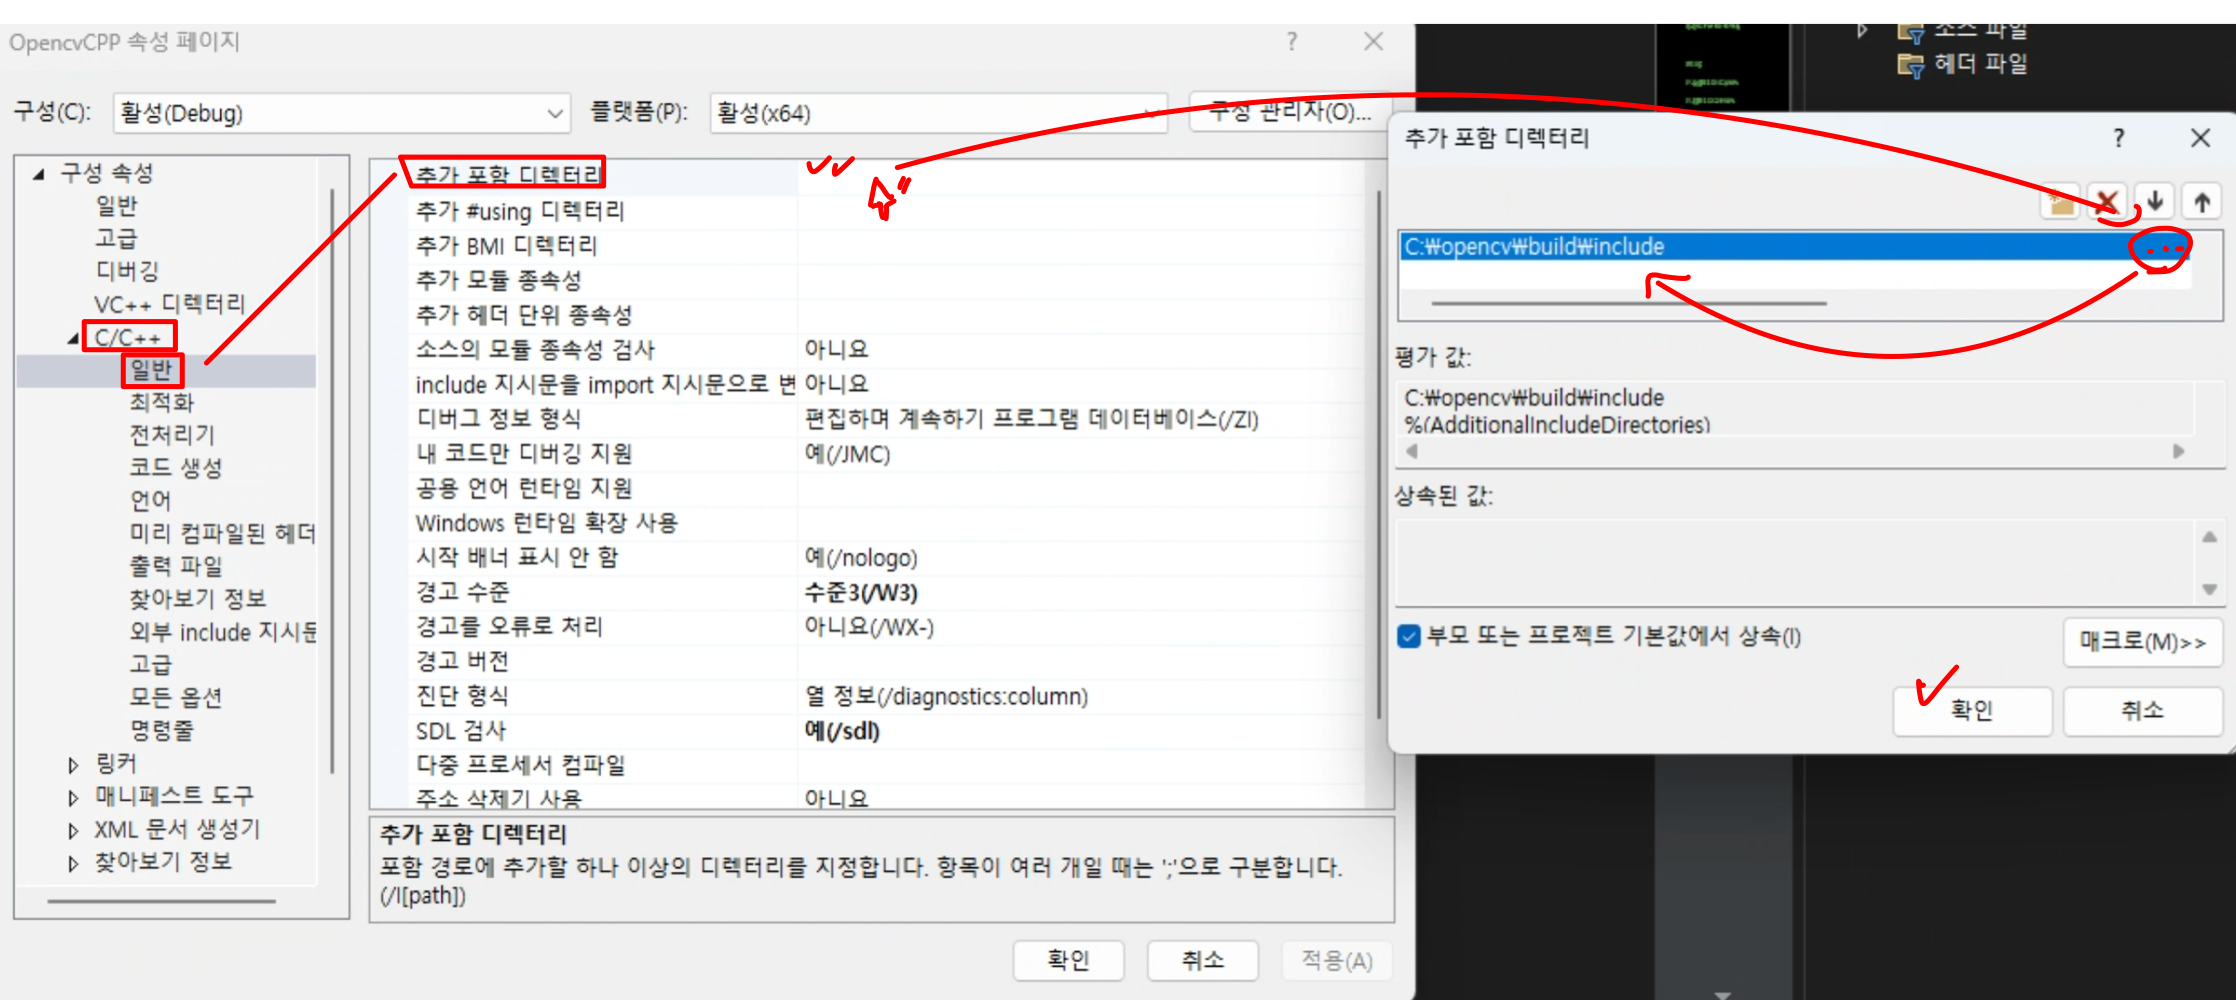 OpencvCPP 속성 페이지
?
구성(C):
활성(Debug)
플랫폼(P):
활성(x64)
구성 관리자(O)...
구성 속성
일반
고급
디버깅
VC++ 디렉터리
C/C++
일반
최적화
전처리기
코드 생성
언어
미리 컴파일된 헤더
출력 파일
찾아보기 정보
외부 include 지시문
고급
모든 옵션
명령줄
링커
매니페스트 도구
XML 문서 생성기
찾아보기 정보
추가 포함 디렉터리
추가 #using 디렉터리
추가 BMI 디렉터리
추가 모듈 종속성
추가 헤더 단위 종속성
소스의 모듈 종속성 검사 아니요
include 지시문을 import 지시문으로 변 아니요
디버그 정보 형식 편집하며 계속하기 프로그램 데이터베이스(/ZI)
내 코드만 디버깅 지원 예(/JMC)
공용 언어 런타임 지원
Windows 런타임 확장 사용
시작 배너 표시 안 함 예(/nologo)
경고 수준 수준3(/W3)
경고를 오류로 처리 아니요(/WX-)
경고 버전
진단 형식 열 정보(/diagnostics:column)
SDL 검사 예(/sdl)
다중 프로세서 컴파일
주소 삭제기 사용 아니요
추가 포함 디렉터리
포함 경로에 추가할 하나 이상의 디렉터리를 지정합니다. 항목이 여러 개일 때는 ';'으로 구분합니다.
(/I[path])
확인
취소
적용(A)
소스 파일
헤더 파일
추가 포함 디렉터리
?
C:₩opencv₩build₩include
...
평가 값:
C:₩opencv₩build₩include
%(AdditionalIncludeDirectories)
상속된 값:
부모 또는 프로젝트 기본값에서 상속(I)
매크로(M)>>
확인
취소